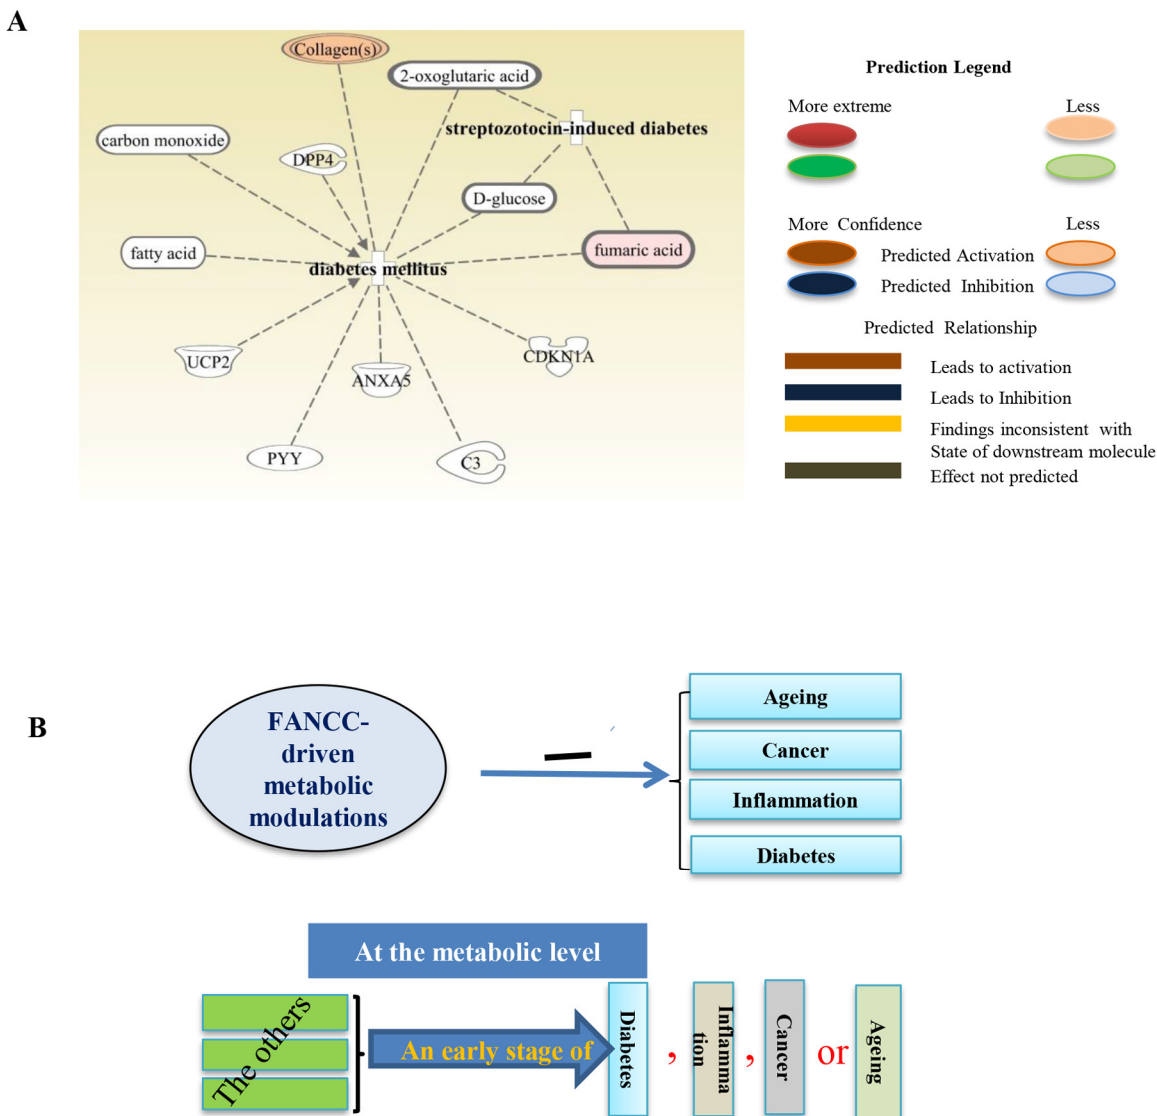 A
Collagen(s)
2-oxoglutaric acid
streptozotocin-induced diabetes
carbon monoxide
DPP4
D-glucose
fatty acid
fumaric acid
diabetes mellitus
UCP2
ANXA5
CDKN1A
PYY
C3
Prediction Legend
More extreme
Less
More Confidence
Less
Predicted Activation
Predicted Inhibition
Predicted Relationship
Leads to activation
Leads to Inhibition
Findings inconsistent with
State of downstream molecule
Effect not predicted
B
FANCC-
driven
metabolic
modulations
Ageing
Cancer
Inflammation
Diabetes
At the metabolic level
The others
An early stage of
Diabetes
,
Inflamma
tion
,
Cancer
or
Ageing